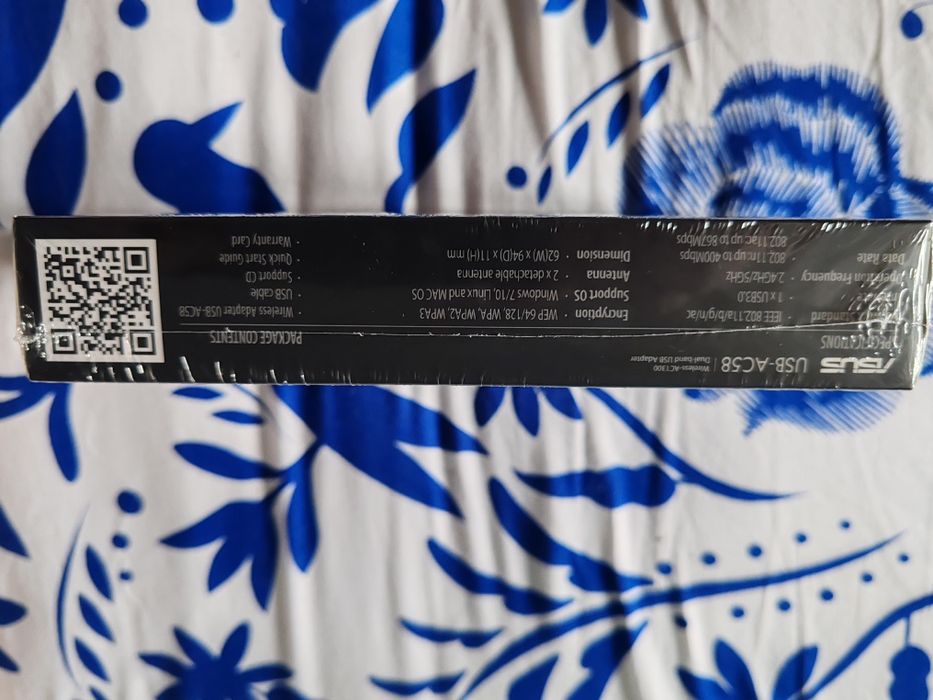 ASUS USB-AC58 | Wireless-AC1300
Dual-band USB Adapter
SPECIFICATIONS
Standard · IEEE 802.11a/b/g/n/ac
· 1 x USB3.0
Operation Frequency · 2.4GHz/5GHz
Data Rate · 802.11n: up to 400Mbps
802.11ac: up to 867Mbps
Encryption · WEP 64/128, WPA, WPA2, WPA3
Support OS · Windows 7/10, Linux and MAC OS
Antenna · 2 x detachable antenna
Dimension · 62(W) x 94(D) x 11(H) mm
PACKAGE CONTENTS
· Wireless Adapter USB-AC58
· USB cable
· Support CD
· Quick Start Guide
· Warranty Card